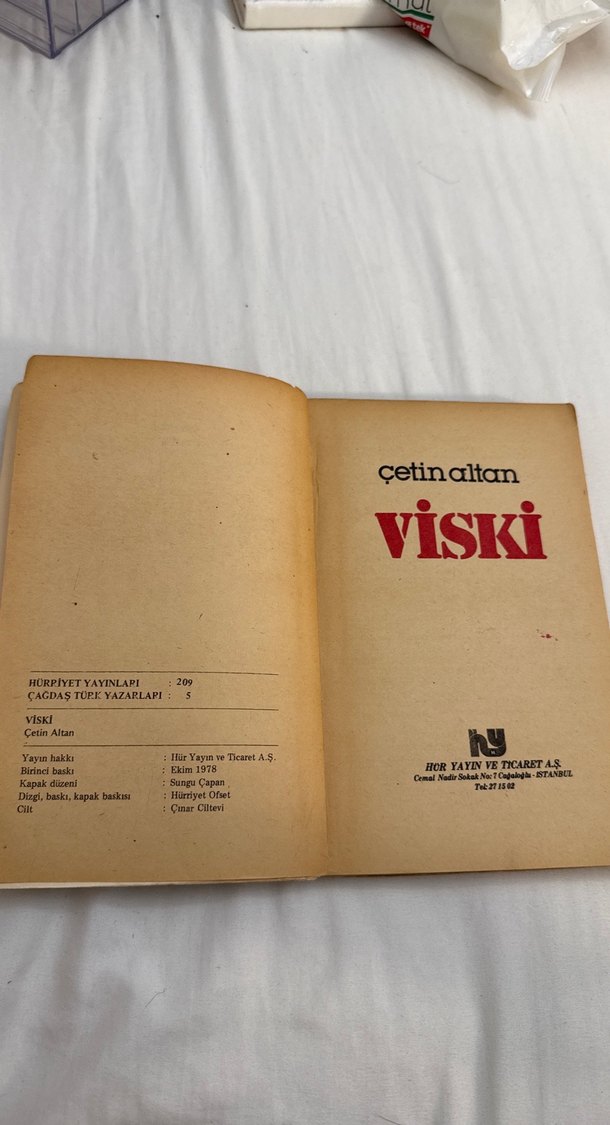 HÜRRİYET YAYINLARI : 209
ÇAĞDAŞ TÜRK YAZARLARI : 5
VİSKİ
Çetin Altan
Yayın hakkı : Hür Yayın ve Ticaret A.Ş.
Birinci baskı : Ekim 1978
Kapak düzeni : Sungu Çapan
Dizgi, baskı, kapak baskısı : Hürriyet Ofset
Cilt : Çınar Ciltevi
çetin altan
VİSKİ
hy
HÜR YAYIN VE TİCARET A.Ş.
Cemal Nadir Sokak No: 7 Cağaloğlu - İSTANBUL
Tel: 27 15 02